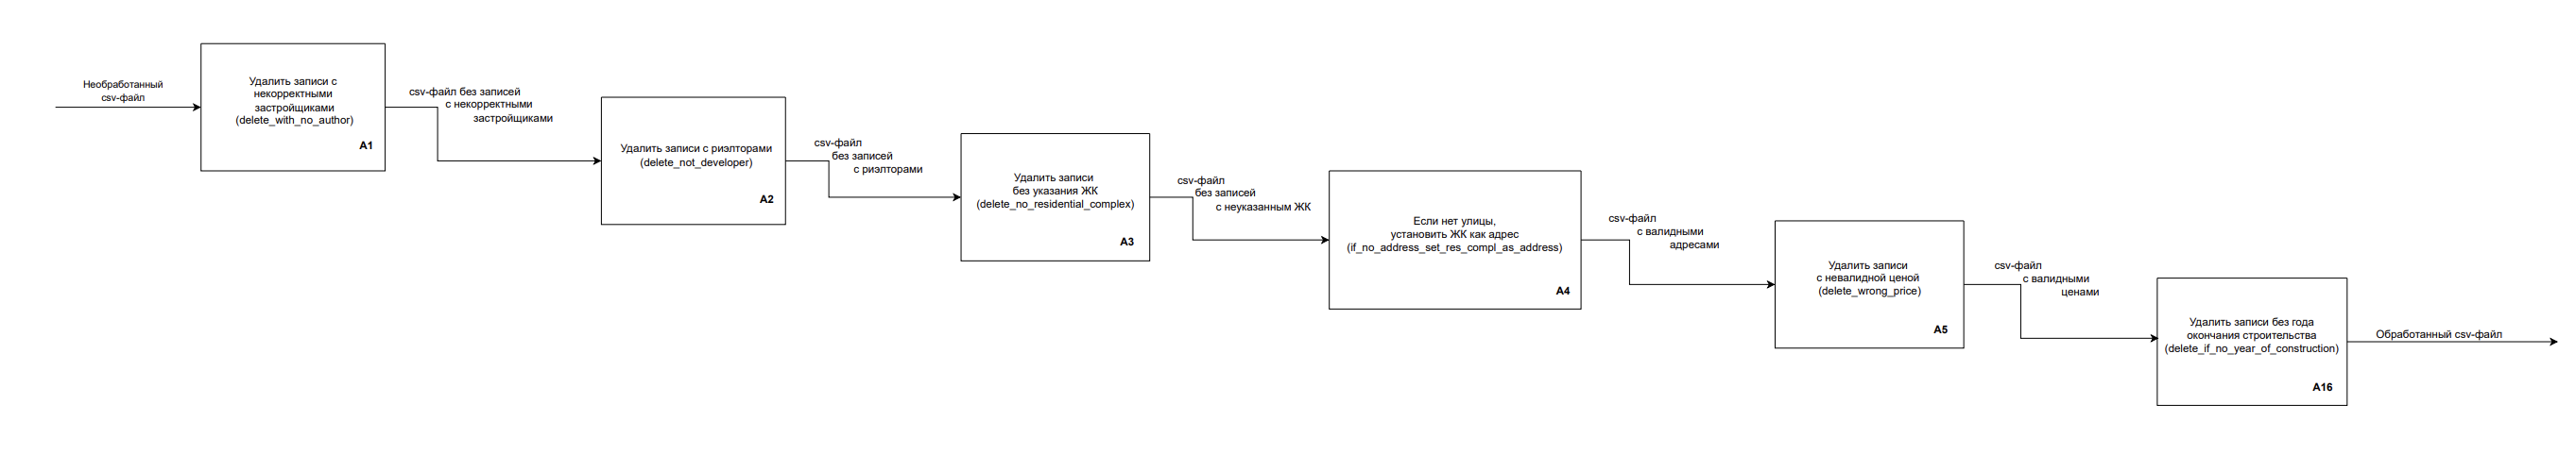 Необработанный
csv-файл
Удалить записи с
некорректными
застройщиками
(delete_with_no_author)
A1
csv-файл без записей
с некорректными
застройщиками
Удалить записи с риэлторами
(delete_not_developer)
A2
csv-файл
без записей
с риэлторами
Удалить записи
без указания ЖК
(delete_no_residential_complex)
A3
csv-файл
без записей
с неуказанным ЖК
Если нет улицы,
установить ЖК как адрес
(if_no_address_set_res_compl_as_address)
A4
csv-файл
с валидными
адресами
Удалить записи
с невалидной ценой
(delete_wrong_price)
A5
csv-файл
с валидными
ценами
Удалить записи без года
окончания строительства
(delete_if_no_year_of_construction)
A16
Обработанный csv-файл